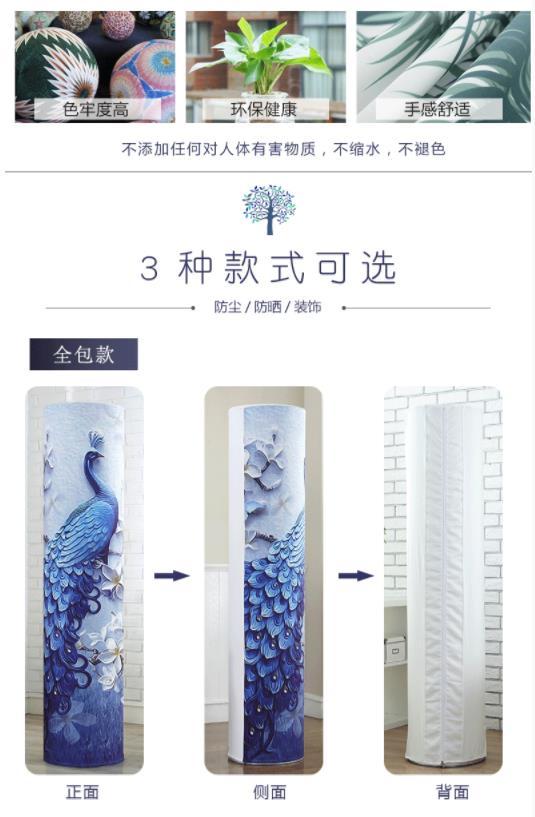 色牢度高
环保健康
手感舒适
不添加任何对人体有害物质，不缩水，不褪色
3 种款式可选
防尘 / 防晒 / 装饰
全包款
正面
侧面
背面